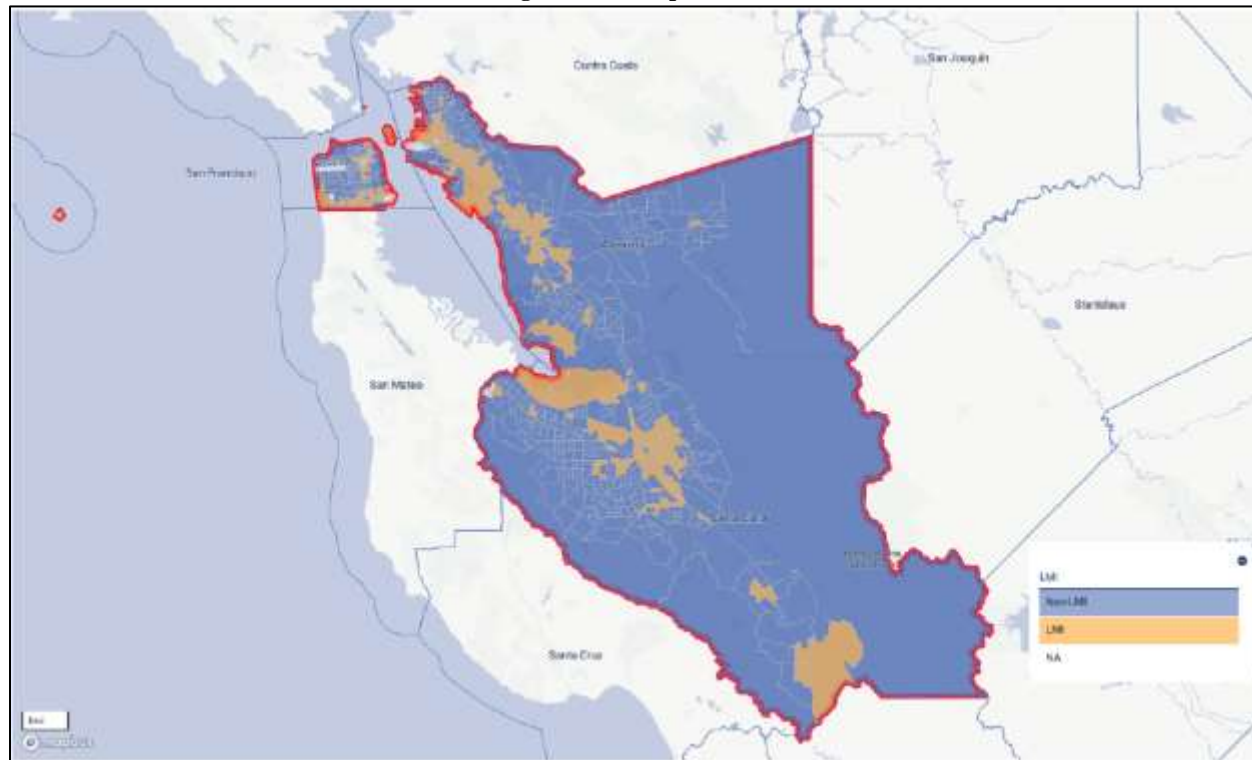 Contra Costa
San Joaquin
San Francisco
Stanislaus
San Mateo
LMI
Non-LMI
LMI
NA
Santa Cruz